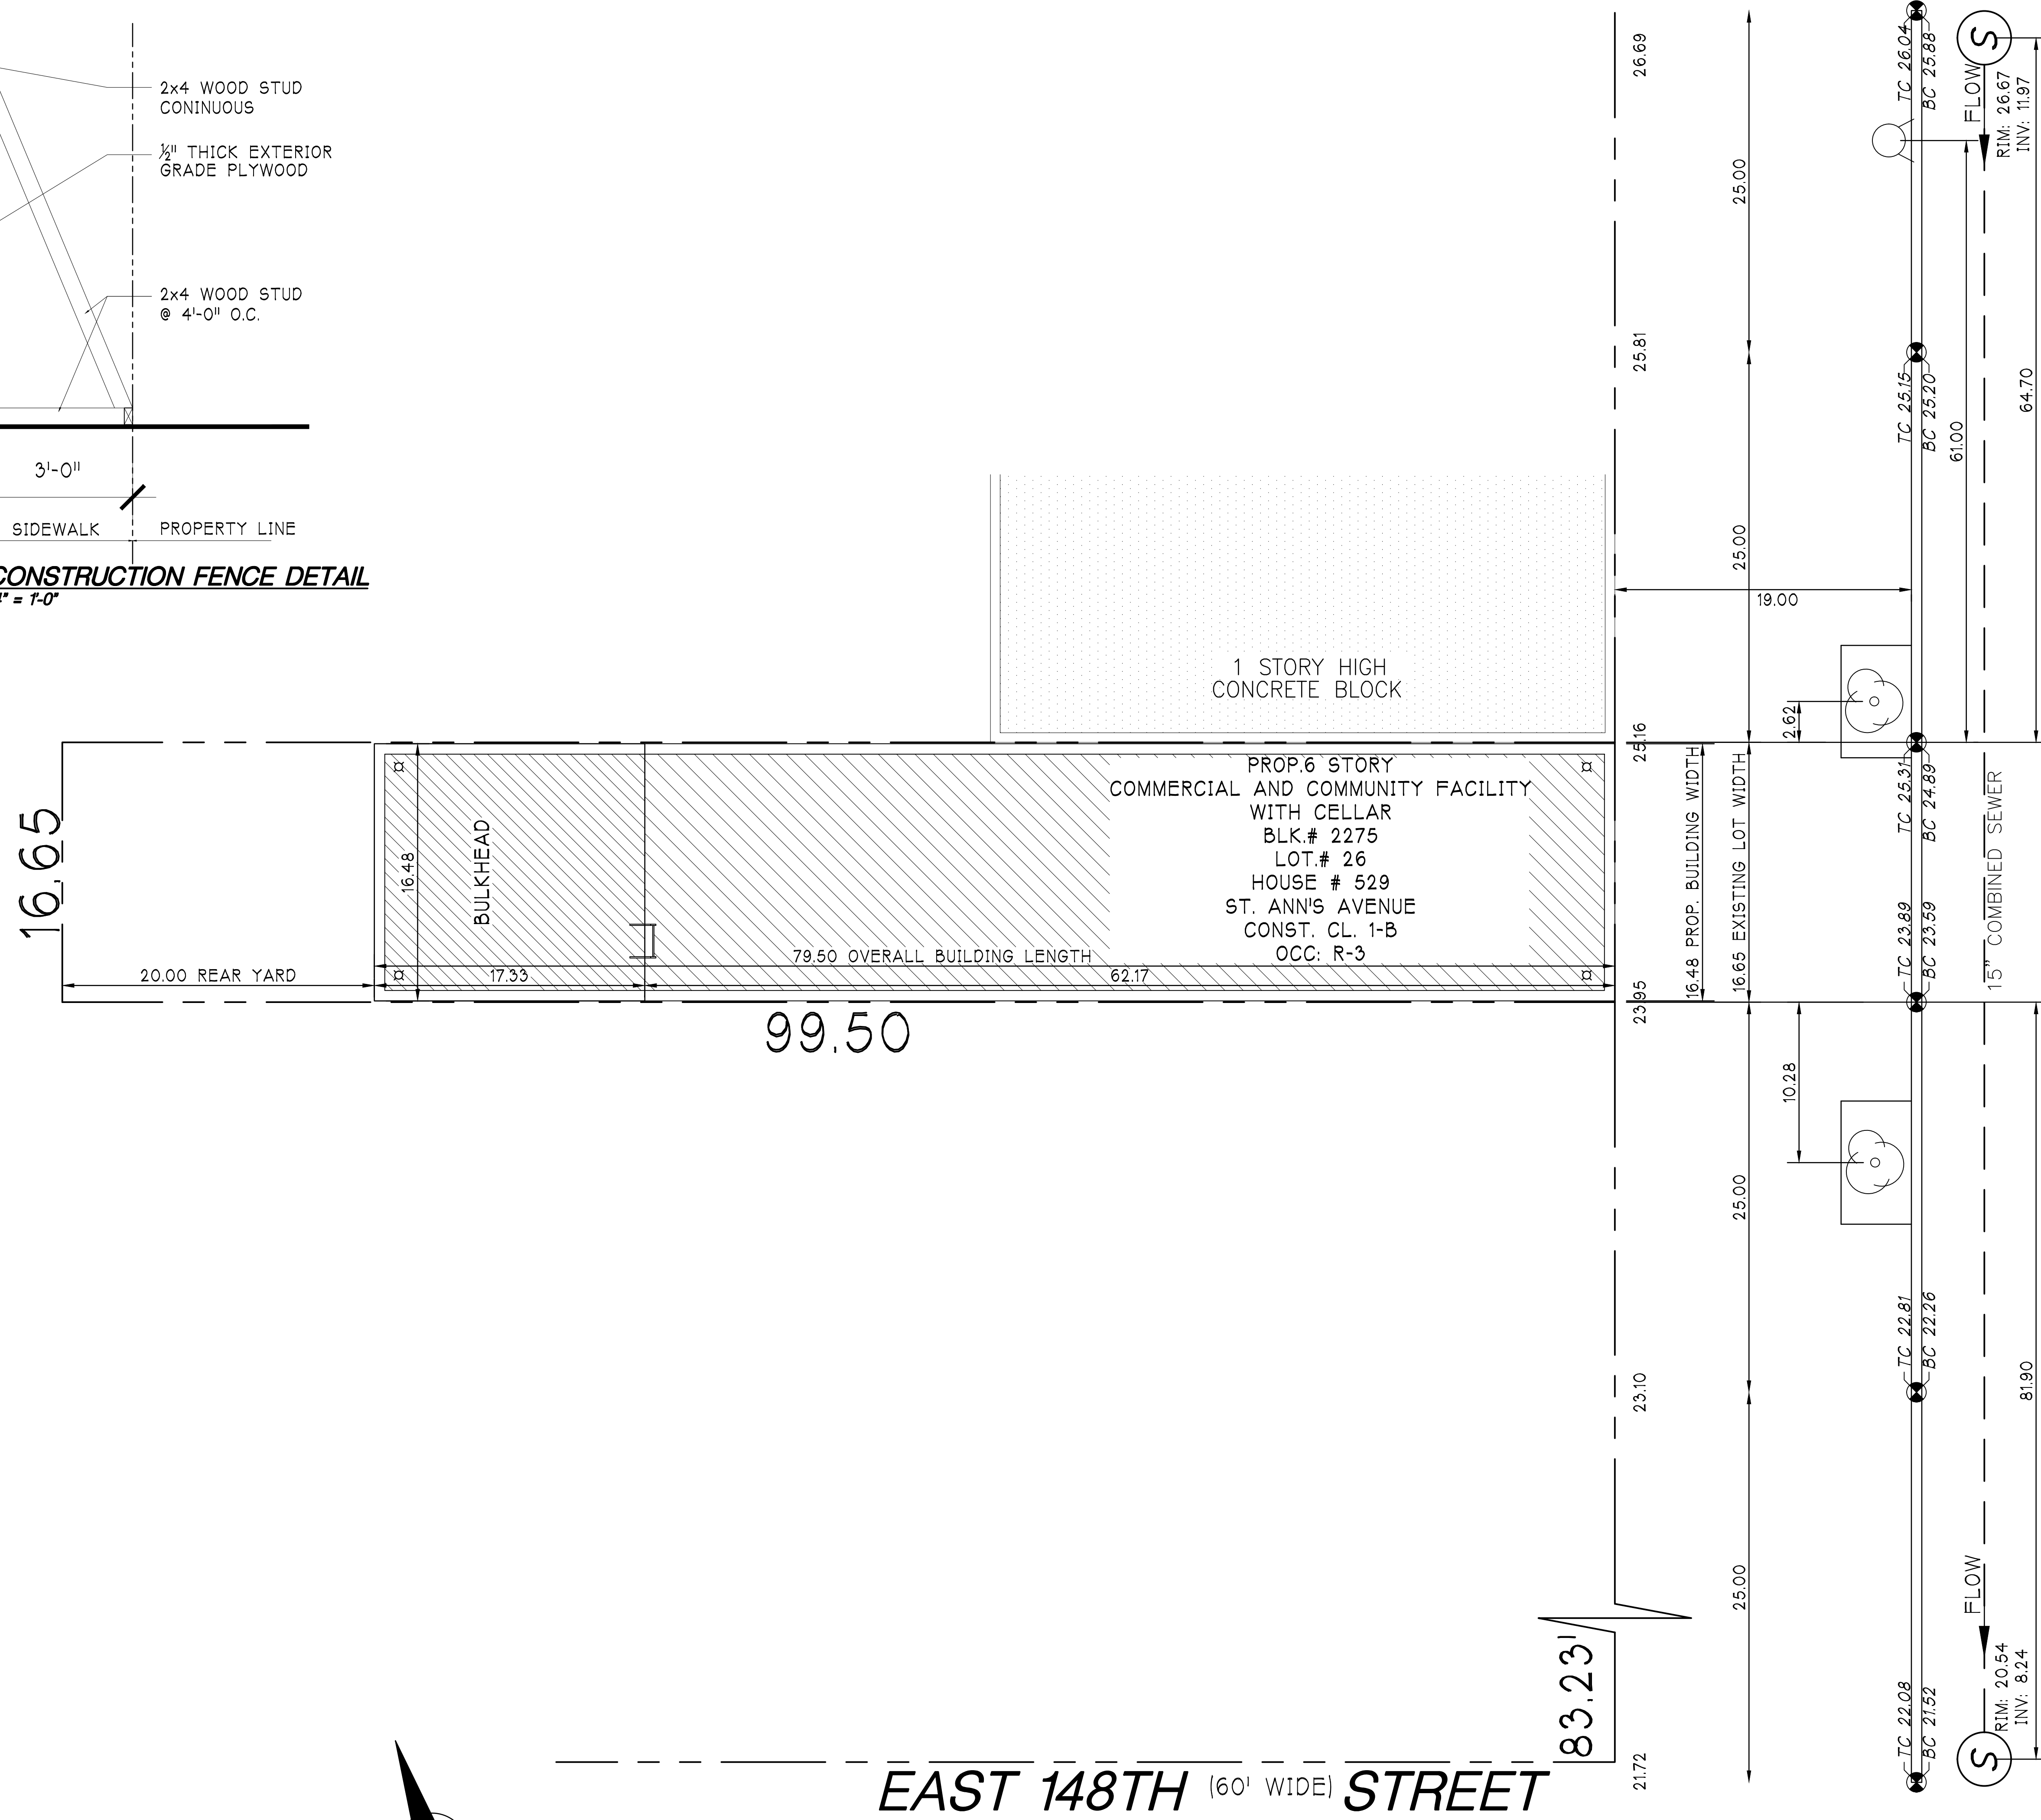 2x4 WOOD STUD
CONINUOUS
½" THICK EXTERIOR
GRADE PLYWOOD
2x4 WOOD STUD
@ 4'-0" O.C.
3'-0"
SIDEWALK
PROPERTY LINE
CONSTRUCTION FENCE DETAIL
" = 1'-0"
1 STORY HIGH
CONCRETE BLOCK
16.65
20.00 REAR YARD
16.48
BULKHEAD
17.33
79.50 OVERALL BUILDING LENGTH
62.17
PROP.6 STORY
COMMERCIAL AND COMMUNITY FACILITY
WITH CELLAR
BLK.# 2275
LOT.# 26
HOUSE # 529
ST. ANN'S AVENUE
CONST. CL. 1-B
OCC: R-3
99.50
26.69
25.81
25.16
23.95
23.10
21.72
16.48 PROP. BUILDING WIDTH
16.65 EXISTING LOT WIDTH
25.00
25.00
25.00
25.00
19.00
2.62
10.28
TC 26.04
BC 25.88
TC 25.15
BC 25.20
TC 25.31
BC 24.89
TC 23.89
BC 23.59
TC 22.81
BC 22.26
TC 22.08
BC 21.52
S
FLOW
RIM: 26.67
INV: 11.97
61.00
64.70
15" COMBINED SEWER
81.90
FLOW
RIM: 20.54
INV: 8.24
S
83.23'
EAST 148TH (60' WIDE) STREET